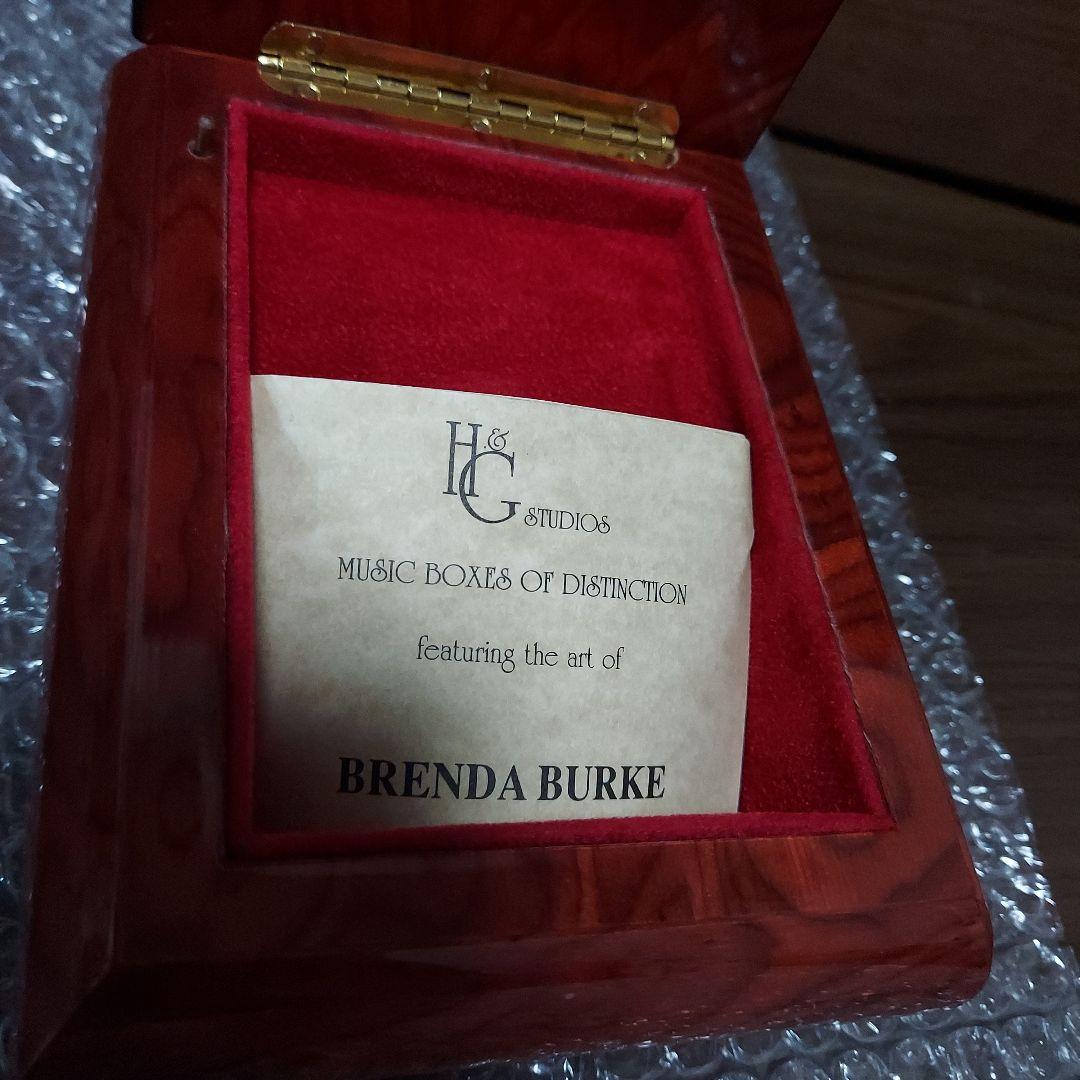 H&G STUDIOS
MUSIC BOXES OF DISTINCTION
featuring the art of
BRENDA BURKE